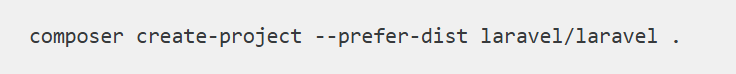 composer create-project --prefer-dist laravel/laravel .